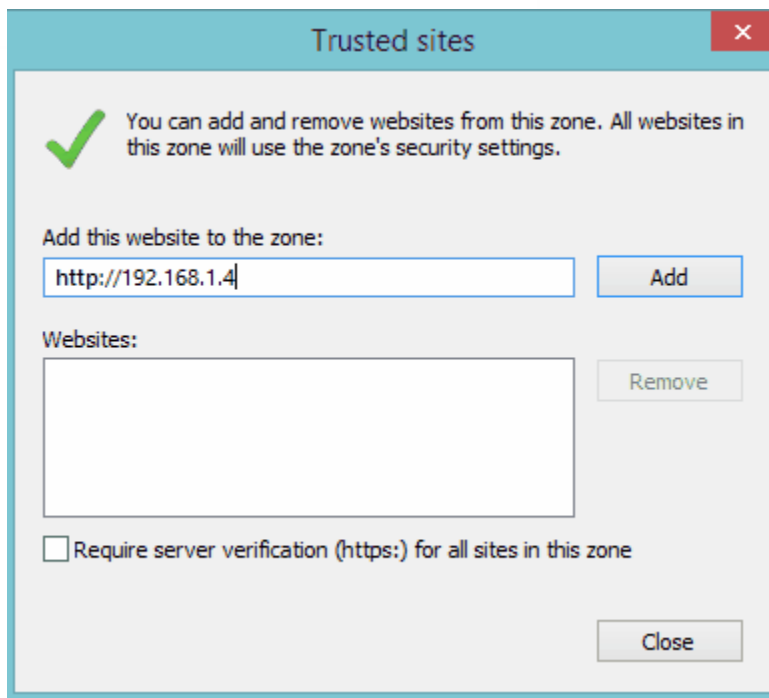 Trusted sites
You can add and remove websites from this zone. All websites in
this zone will use the zone's security settings.
Add this website to the zone:
http://192.168.1.4
Add
Websites:
Remove
Require server verification (https:) for all sites in this zone
Close